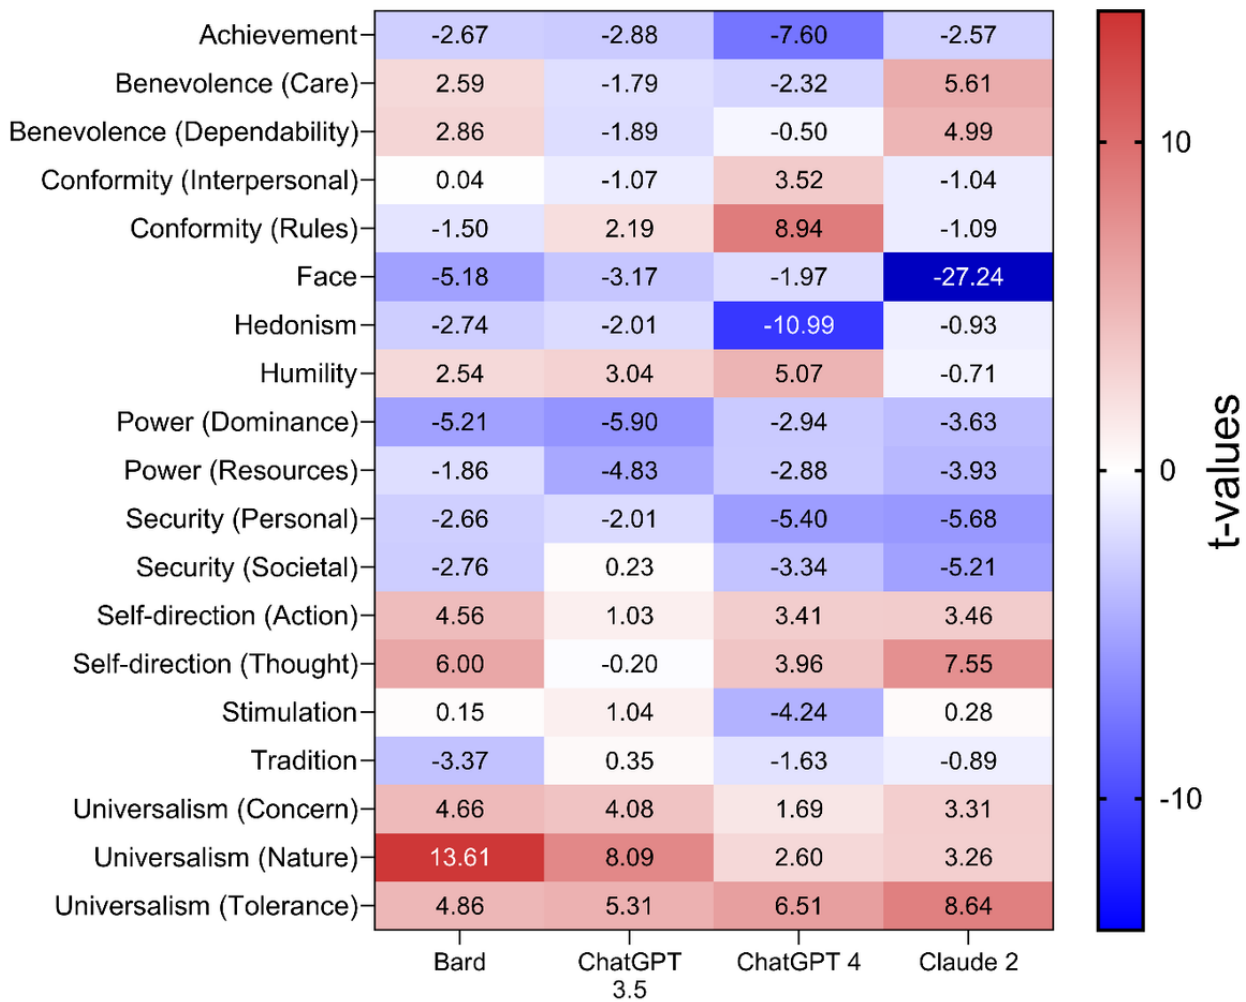 Achievement -2.67 -2.88 -7.60 -2.57
Benevolence (Care) 2.59 -1.79 -2.32 5.61
Benevolence (Dependability) 2.86 -1.89 -0.50 4.99
Conformity (Interpersonal) 0.04 -1.07 3.52 -1.04
Conformity (Rules) -1.50 2.19 8.94 -1.09
Face -5.18 -3.17 -1.97 -27.24
Hedonism -2.74 -2.01 -10.99 -0.93
Humility 2.54 3.04 5.07 -0.71
Power (Dominance) -5.21 -5.90 -2.94 -3.63
Power (Resources) -1.86 -4.83 -2.88 -3.93
Security (Personal) -2.66 -2.01 -5.40 -5.68
Security (Societal) -2.76 0.23 -3.34 -5.21
Self-direction (Action) 4.56 1.03 3.41 3.46
Self-direction (Thought) 6.00 -0.20 3.96 7.55
Stimulation 0.15 1.04 -4.24 0.28
Tradition -3.37 0.35 -1.63 -0.89
Universalism (Concern) 4.66 4.08 1.69 3.31
Universalism (Nature) 13.61 8.09 2.60 3.26
Universalism (Tolerance) 4.86 5.31 6.51 8.64
Bard ChatGPT ChatGPT 4 Claude 2
3.5
10
0
-10
t-values